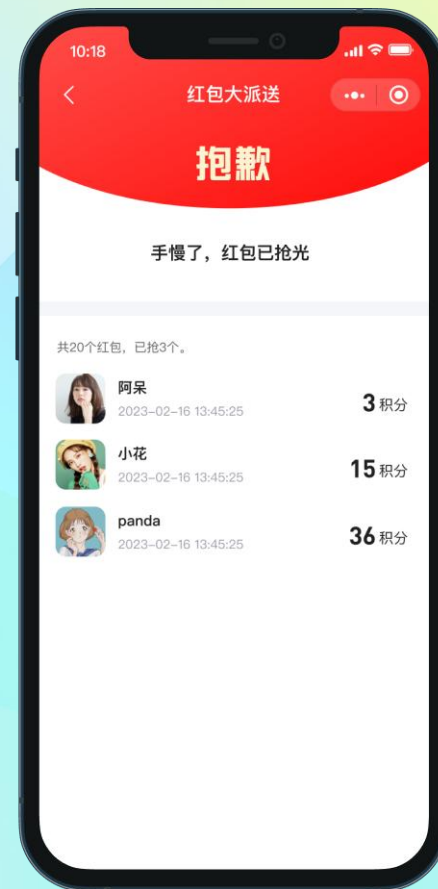 10:18
红包大派送
抱歉
手慢了，红包已抢光
共20个红包，已抢3个。
阿呆
2023-02-16 13:45:25
3 积分
小花
2023-02-16 13:45:25
15 积分
panda
2023-02-16 13:45:25
36 积分